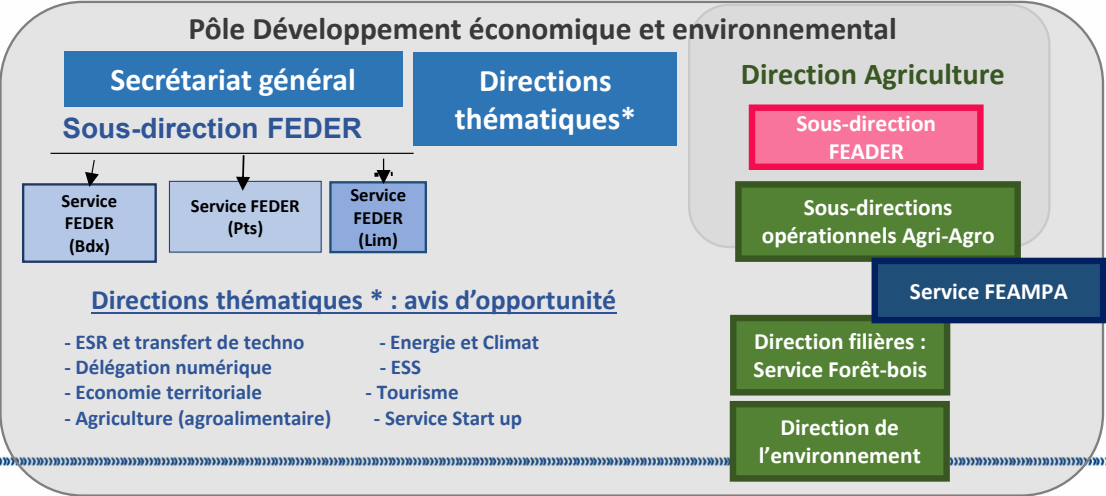 Pôle Développement économique et environnemental
Secrétariat général
Sous-direction FEDER
Directions
thématiques*
Service
FEDER
(Bdx)
Service FEDER
(Pts)
Service
FEDER
(Lim)
Directions thématiques * : avis d’opportunité
- ESR et transfert de techno
- Délégation numérique
- Economie territoriale
- Agriculture (agroalimentaire)
- Energie et Climat
- ESS
- Tourisme
- Service Start up
Direction Agriculture
Sous-direction
FEADER
Sous-directions
opérationnels Agri-Agro
Service FEAMPA
Direction filières :
Service Forêt-bois
Direction de
l’environnement